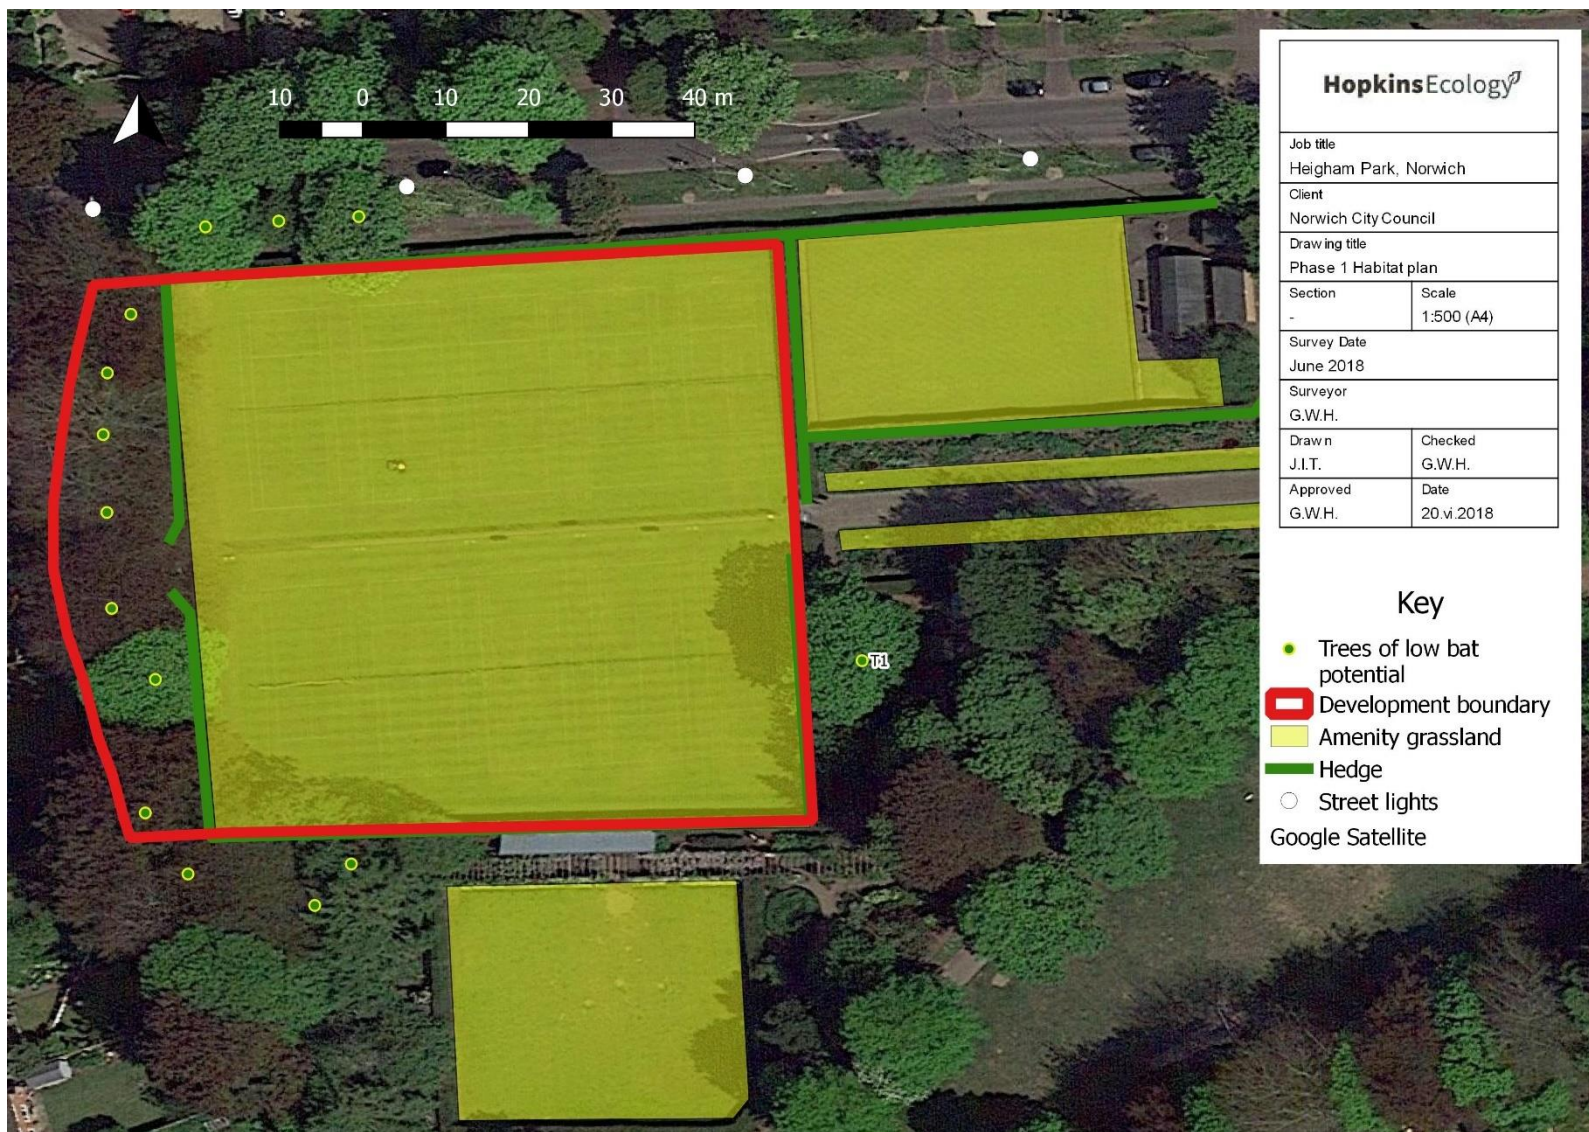 10 0 10 20 30 40 m
HopkinsEcology
Job title
Heigham Park, Norwich
Client
Norwich City Council
Drawing title
Phase 1 Habitat plan
Section Scale
- 1:500 (A4)
Survey Date
June 2018
Surveyor
G.W.H.
Drawn Checked
J.I.T. G.W.H.
Approved Date
G.W.H. 20.vi.2018
T1
Key
Trees of low bat
potential
Development boundary
Amenity grassland
Hedge
Street lights
Google Satellite